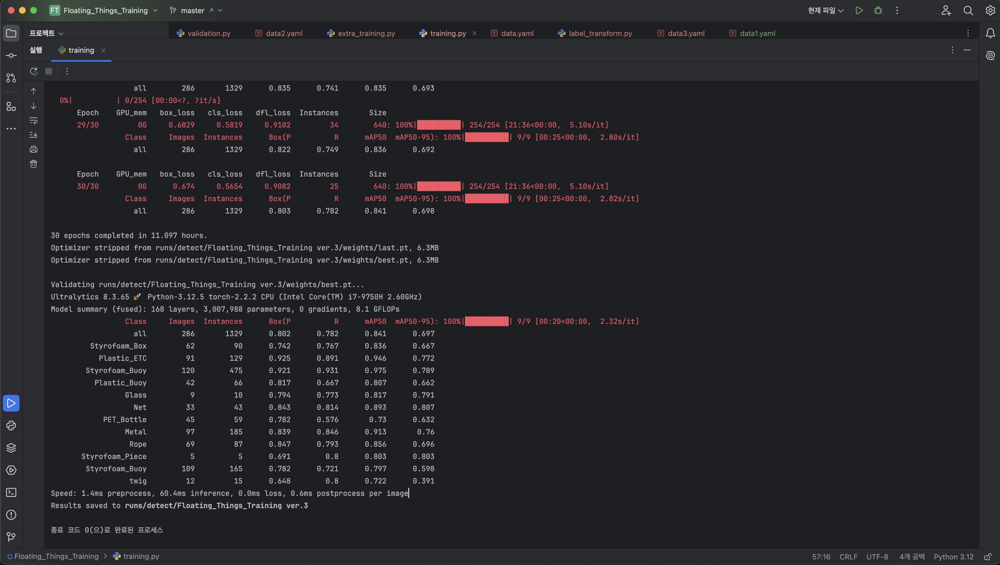 FT Floating_Things_Training master 현재 파일
프로젝트 validation.py data2.yaml extra_training.py training.py data.yaml label_transform.py data3.yaml data1.yaml
실행 training
all 286 1329 0.835 0.741 0.835 0.693
0%| | 0/254 [00:00<?, ?it/s]
Epoch GPU_mem box_loss cls_loss dfl_loss Instances Size
29/30 0G 0.6829 0.5819 0.9102 34 640: 100%|██████████| 254/254 [21:36<00:00, 5.10s/it]
Class Images Instances Box(P R mAP50 mAP50-95): 100%|██████████| 9/9 [00:25<00:00, 2.80s/it]
all 286 1329 0.822 0.749 0.836 0.692
Epoch GPU_mem box_loss cls_loss dfl_loss Instances Size
30/30 0G 0.674 0.5654 0.9082 25 640: 100%|██████████| 254/254 [21:36<00:00, 5.10s/it]
Class Images Instances Box(P R mAP50 mAP50-95): 100%|██████████| 9/9 [00:25<00:00, 2.82s/it]
all 286 1329 0.803 0.782 0.841 0.698
30 epochs completed in 11.097 hours.
Optimizer stripped from runs/detect/Floating_Things_Training ver.3/weights/last.pt, 6.3MB
Optimizer stripped from runs/detect/Floating_Things_Training ver.3/weights/best.pt, 6.3MB
Validating runs/detect/Floating_Things_Training ver.3/weights/best.pt...
Ultralytics 8.3.65 🚀 Python-3.12.5 torch-2.2.2 CPU (Intel Core(TM) i7-9750H 2.60GHz)
Model summary (fused): 168 layers, 3,007,988 parameters, 0 gradients, 8.1 GFLOPs
Class Images Instances Box(P R mAP50 mAP50-95): 100%|██████████| 9/9 [00:20<00:00, 2.32s/it]
all 286 1329 0.802 0.782 0.841 0.697
Styrofoam_Box 62 90 0.742 0.767 0.836 0.667
Plastic_ETC 91 129 0.925 0.891 0.946 0.772
Styrofoam_Buoy 120 475 0.921 0.931 0.975 0.789
Plastic_Buoy 42 66 0.817 0.667 0.807 0.662
Glass 9 10 0.794 0.773 0.817 0.791
Net 33 43 0.843 0.814 0.893 0.807
PET_Bottle 45 59 0.782 0.576 0.73 0.632
Metal 97 185 0.839 0.846 0.913 0.76
Rope 69 87 0.847 0.793 0.856 0.696
Styrofoam_Piece 5 5 0.691 0.8 0.803 0.803
Styrofoam_Buoy 109 165 0.782 0.721 0.797 0.598
twig 12 15 0.648 0.8 0.722 0.391
Speed: 1.4ms preprocess, 60.4ms inference, 0.0ms loss, 0.6ms postprocess per image
Results saved to runs/detect/Floating_Things_Training ver.3
종료 코드 0(으)로 완료된 프로세스
Floating_Things_Training > training.py 57:16 CRLF UTF-8 4개 공백 Python 3.12